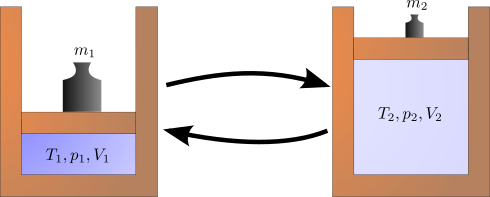 m₁
T₁, p₁, V₁
m₂
T₂, p₂, V₂